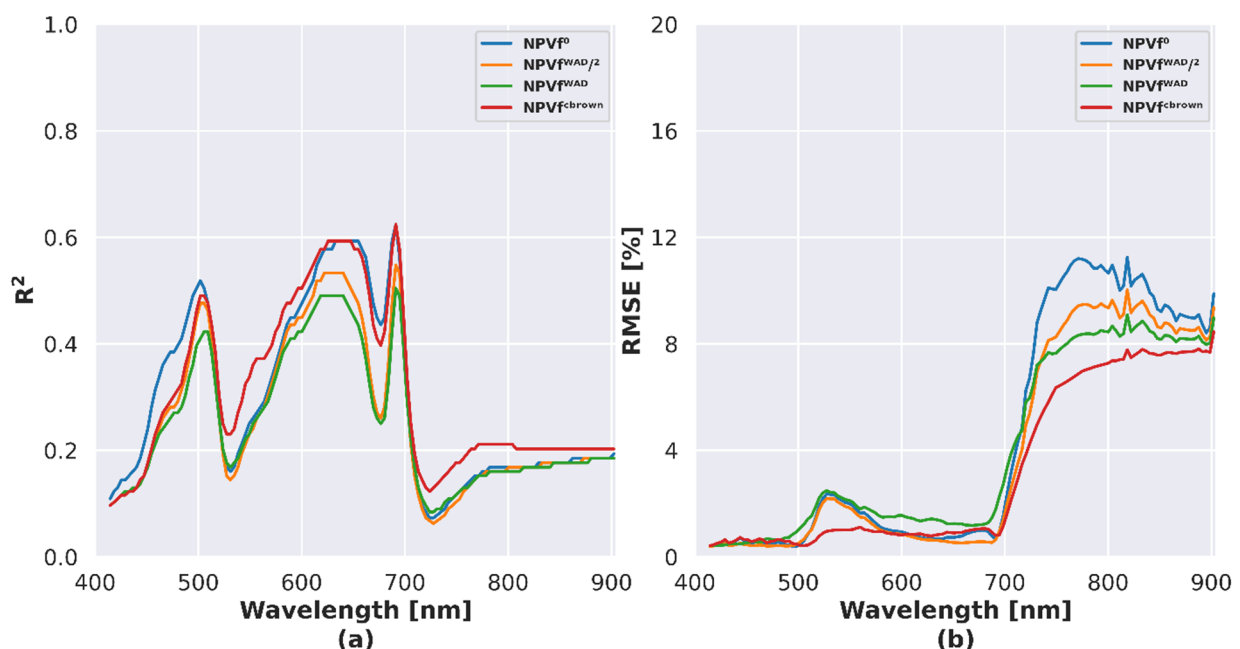 1.0
0.8
0.6
0.4
0.2
0.0
R²
NPVf⁰
NPVfᵂᴬᴰ/²
NPVfᵂᴬᴰ
NPVfᶜᵇʳᵒʷⁿ
400 500 600 700 800 900
Wavelength [nm]
(a)
20
16
12
8
4
0
RMSE [%]
NPVf⁰
NPVfᵂᴬᴰ/²
NPVfᵂᴬᴰ
NPVfᶜᵇʳᵒʷⁿ
400 500 600 700 800 900
Wavelength [nm]
(b)